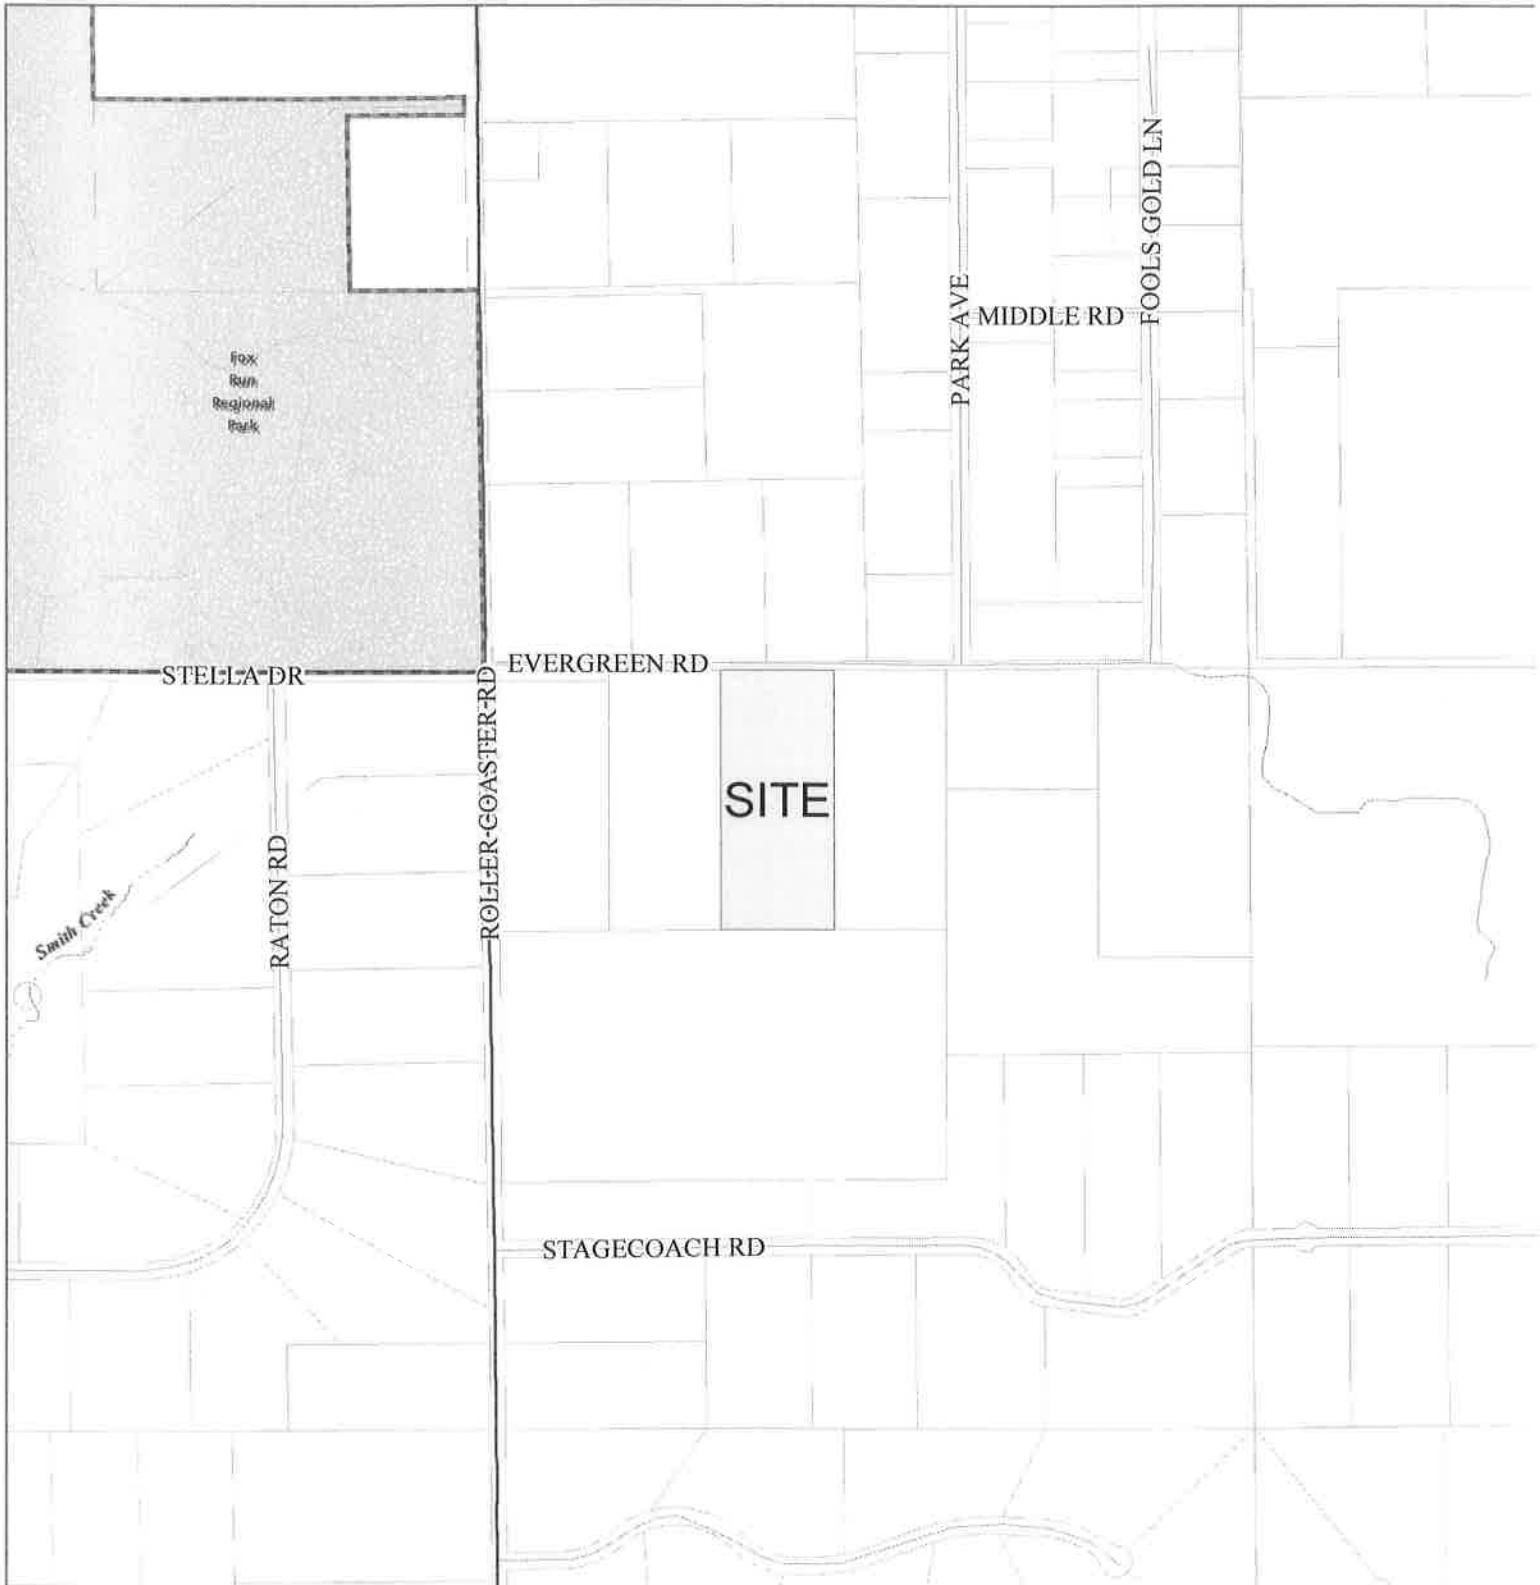 FOOLS GOLD LN
PARK AVE
MIDDLE RD
Fox
Run
Regional
Park
STELLA DR
EVERGREEN RD
ROLLER COASTER RD
SITE
RATON RD
Smith Creek
STAGECOACH RD